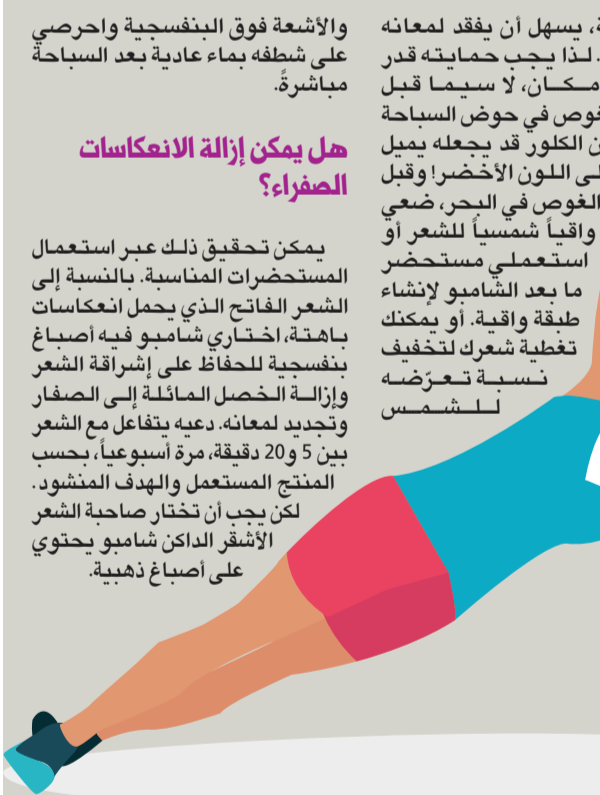 ، يسهل أن يفقد لمعانه
. لذا يجب حمايته قدر
مكان، لا سيما قبل
غوص في حوض السباحة
الكلور قد يجعله يميل
اللون الأخضر! وقبل
الغوص في البحر، ضعي
واقياً شمسياً للشعر أو
استعملي مستحضر
ما بعد الشامبو لإنشاء
طبقة واقية. أو يمكنك
تغطية شعرك لتخفيف
نسبة تعرّضه
للشمس
والأشعة فوق البنفسجية واحرصي
على شطفه بماء عادية بعد السباحة
مباشرةً.
هل يمكن إزالة الانعكاسات
الصفراء؟
يمكن تحقيق ذلك عبر استعمال
المستحضرات المناسبة. بالنسبة إلى
الشعر الفاتح الذي يحمل انعكاسات
باهتة، اختاري شامبو فيه أصباغ
بنفسجية للحفاظ على إشراقة الشعر
وإزالة الخصل المائلة إلى الصفار
وتجديد لمعانه. دعيه يتفاعل مع الشعر
بين 5 و20 دقيقة، مرة أسبوعياً، بحسب
المنتج المستعمل والهدف المنشود.
لكن يجب أن تختار صاحبة الشعر
الأشقر الداكن شامبو يحتوي
على أصباغ ذهبية.